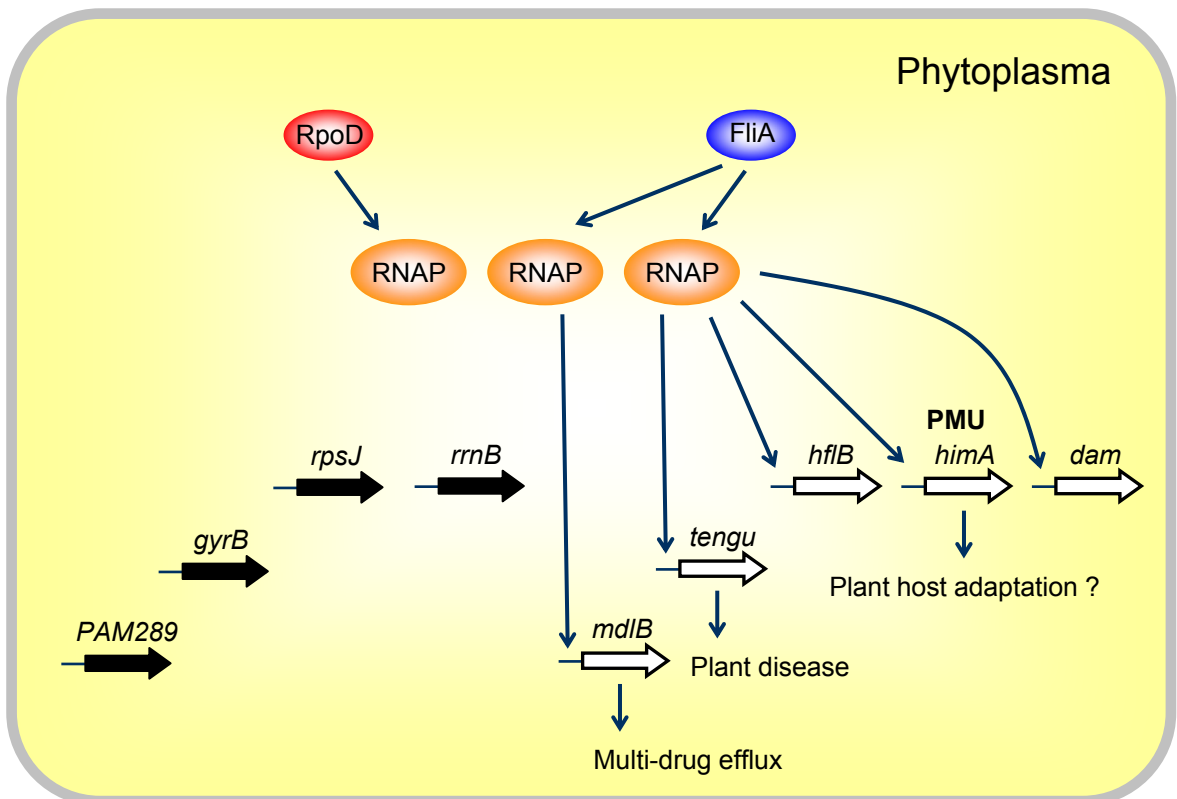 Phytoplasma
RpoD
FliA
RNAP
RNAP
RNAP
PMU
rpsJ
rrnB
hflB
himA
dam
gyrB
tengu
Plant host adaptation ?
PAM289
mdlB
Plant disease
Multi-drug efflux